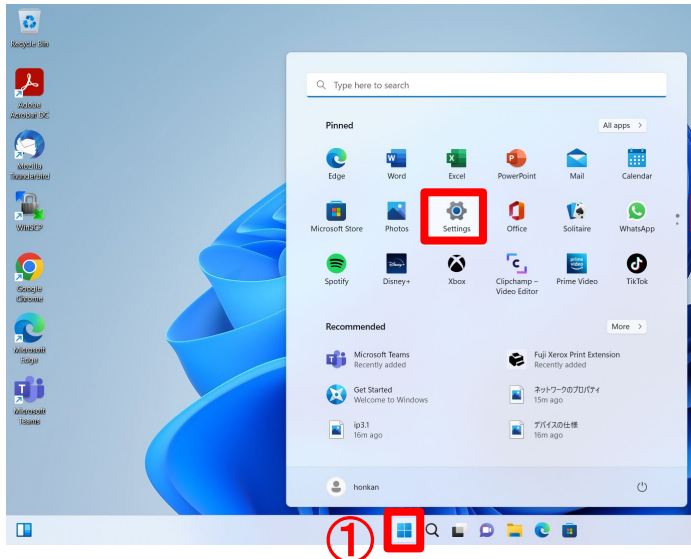 Recycle Bin
Adobe
Acrobat DC
Mozilla
Thunderbird
WinSCP
Google
Chrome
Microsoft
Edge
Microsoft
Teams
Type here to search
Pinned
All apps >
Edge
Word
Excel
PowerPoint
Mail
Calendar
Microsoft Store
Photos
Settings
Office
Solitaire
WhatsApp
Spotify
Disney+
Xbox
Clipchamp –
Video Editor
Prime Video
TikTok
Recommended
More >
Microsoft Teams
Recently added
Fuji Xerox Print Extension
Recently added
Get Started
Welcome to Windows
ネットワークのプロパティ
15m ago
ip3.1
16m ago
デバイスの仕様
16m ago
honkan
①